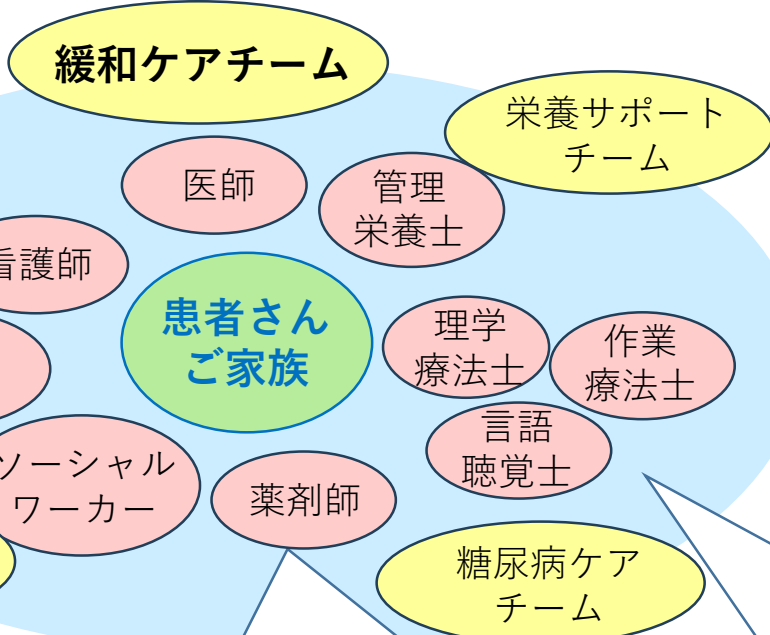 緩和ケアチーム
栄養サポート
チーム
医師
管理
栄養士
看護師
患者さん
ご家族
理学
療法士
作業
療法士
言語
聴覚士
ソーシャル
ワーカー
薬剤師
糖尿病ケア
チーム